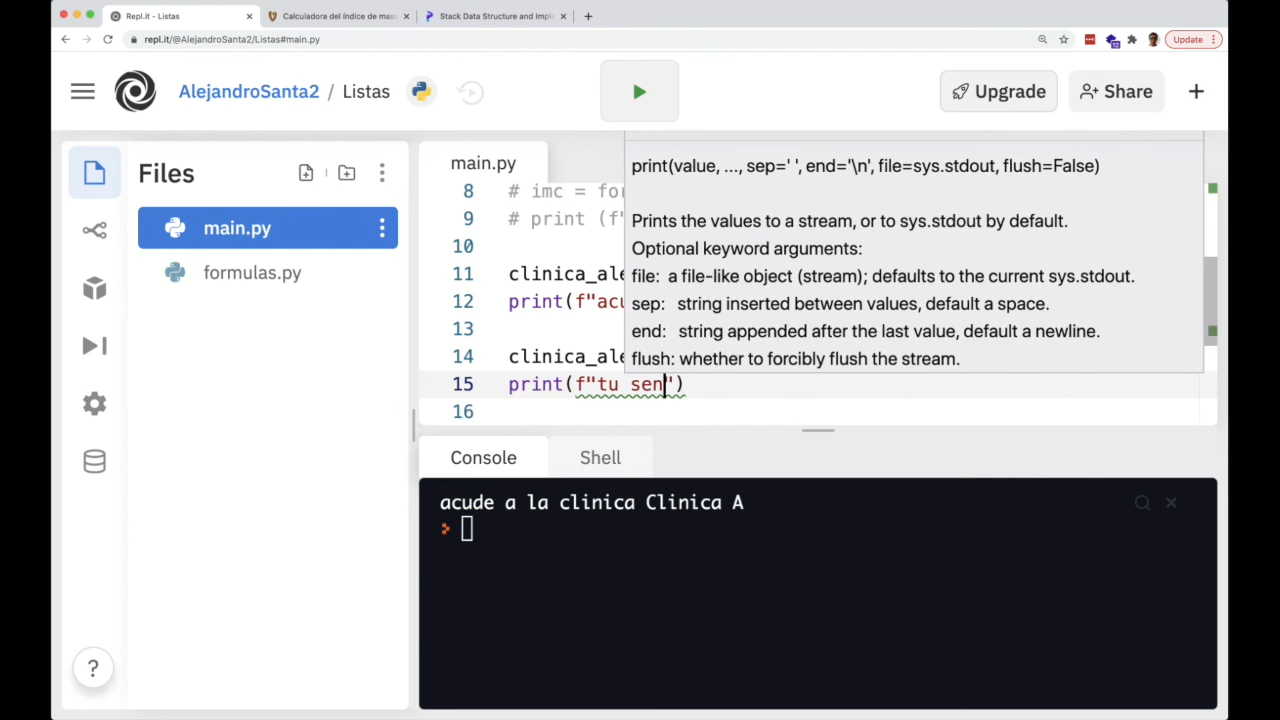 Repl.it - Listas
Calculadora del índice de mas
Stack Data Structure and Imple
repl.it/@AlejandroSanta2/Listas#main.py
12
Update
AlejandroSanta2 / Listas
Upgrade
Share
Files
main.py
formulas.py
main.py
8 # imc = for
9 # print (f"
10
11 clinica_ale
12 print(f"acu
13
14 clinica_ale
15 print(f"tu sen")
16
print(value, ..., sep=' ', end='\n', file=sys.stdout, flush=False)
Prints the values to a stream, or to sys.stdout by default.
Optional keyword arguments:
file: a file-like object (stream); defaults to the current sys.stdout.
sep: string inserted between values, default a space.
end: string appended after the last value, default a newline.
flush: whether to forcibly flush the stream.
Console
Shell
acude a la clinica Clinica A
?